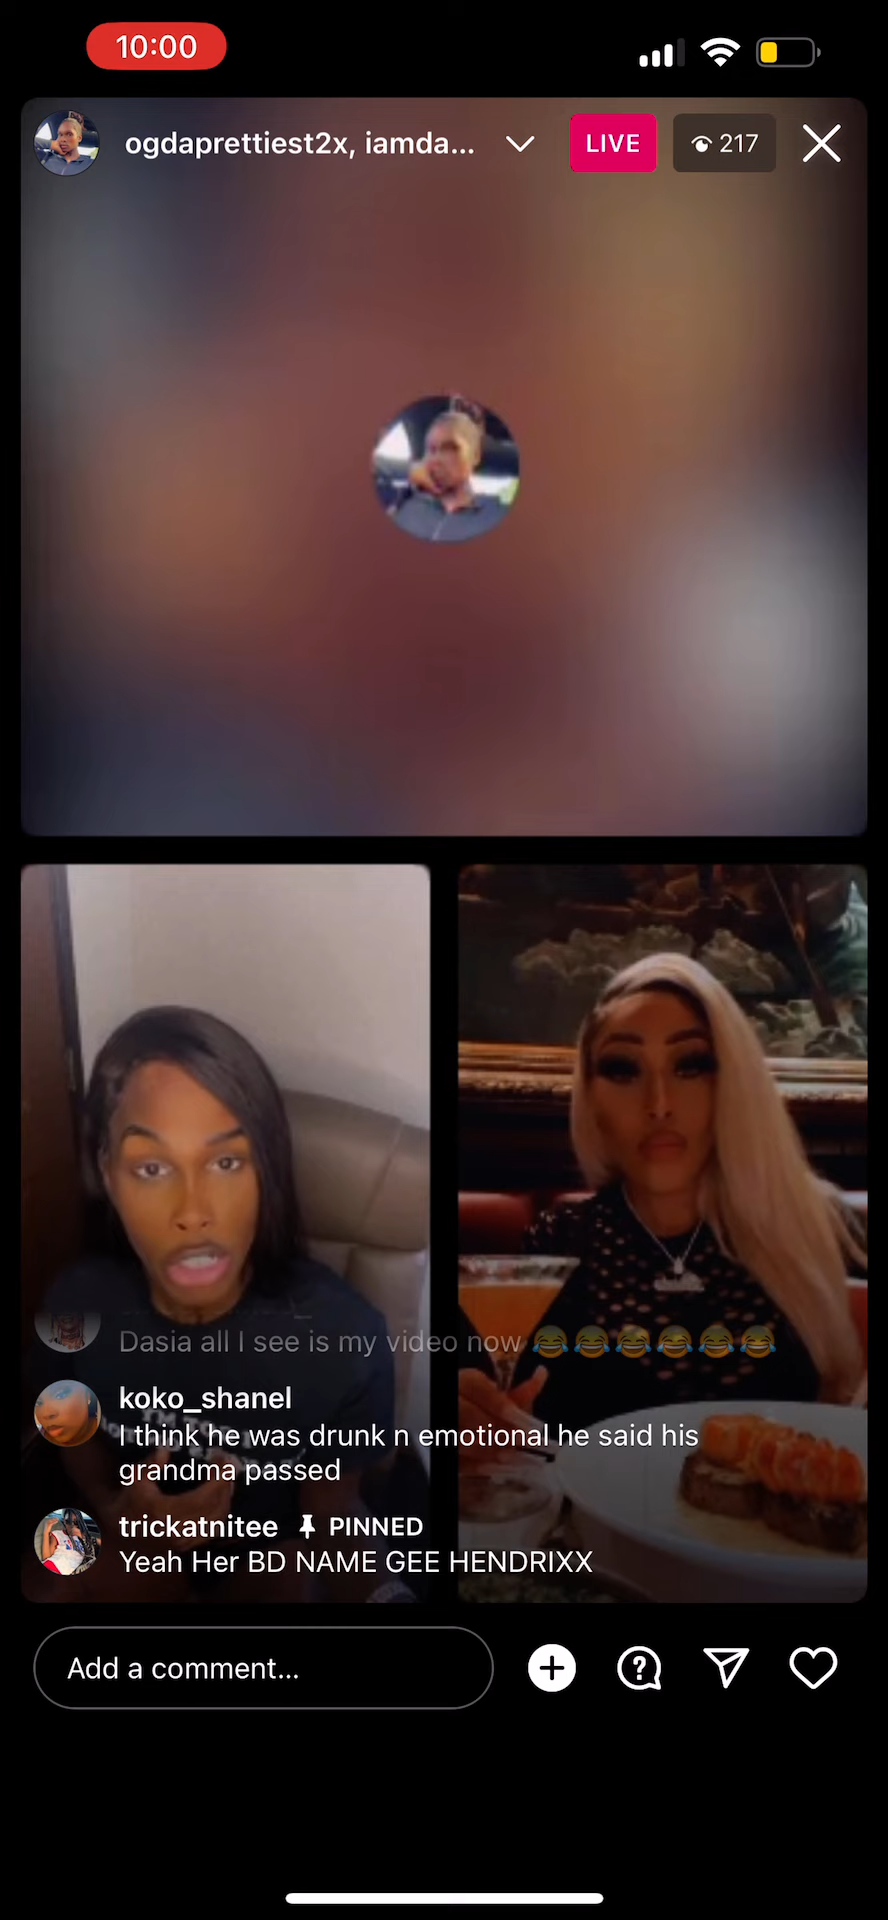 10:00
ogdaprettiest2x, iamda...
LIVE
217
Dasia all I see is my video now 😂😂😂😂😂😂
koko_shanel
I think he was drunk n emotional he said his
grandma passed
trickatnitee PINNED
Yeah Her BD NAME GEE HENDRIXX
Add a comment...